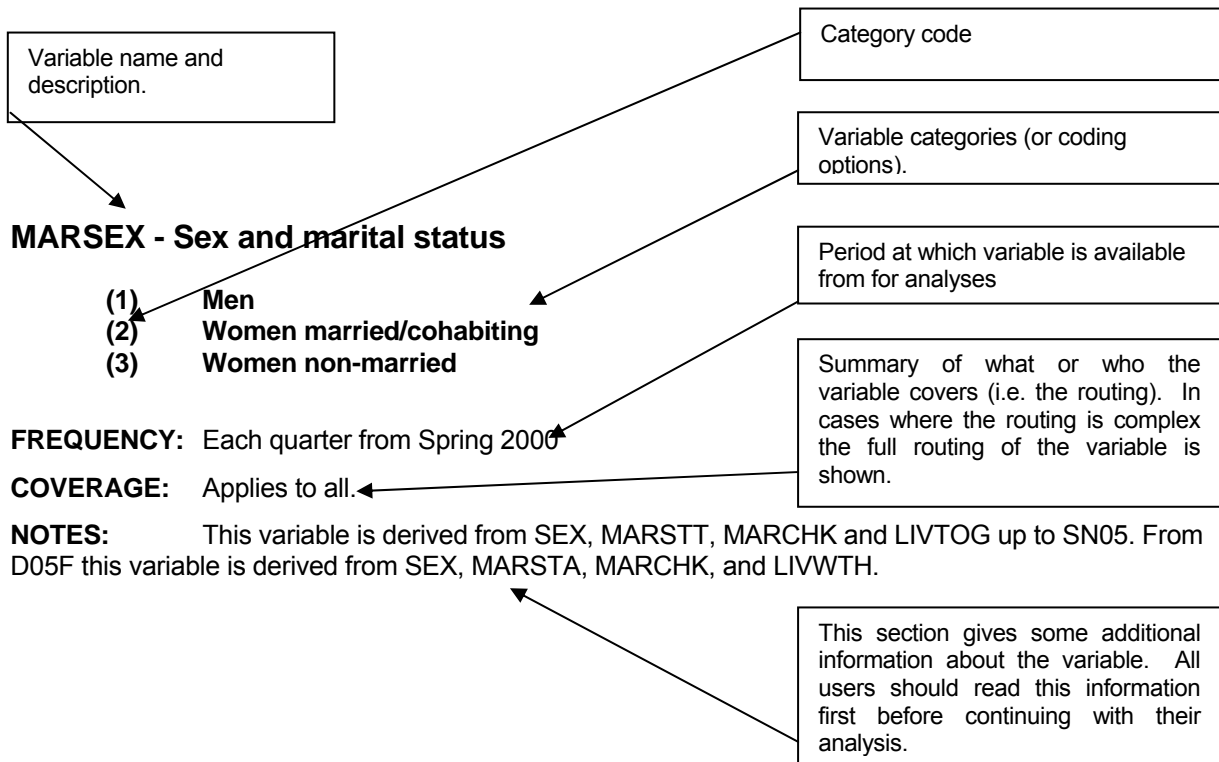 Variable name and
description.
Category code
Variable categories (or coding
options).
MARSEX - Sex and marital status
Period at which variable is available
from for analyses
(1) Men
(2) Women married/cohabiting
(3) Women non-married
Summary of what or who the
variable covers (i.e. the routing). In
cases where the routing is complex
the full routing of the variable is
shown.
FREQUENCY: Each quarter from Spring 2000
COVERAGE: Applies to all.
NOTES: This variable is derived from SEX, MARSTT, MARCHK and LIVTOG up to SN05. From
D05F this variable is derived from SEX, MARSTA, MARCHK, and LIVWTH.
This section gives some additional
information about the variable. All
users should read this information
first before continuing with their
analysis.